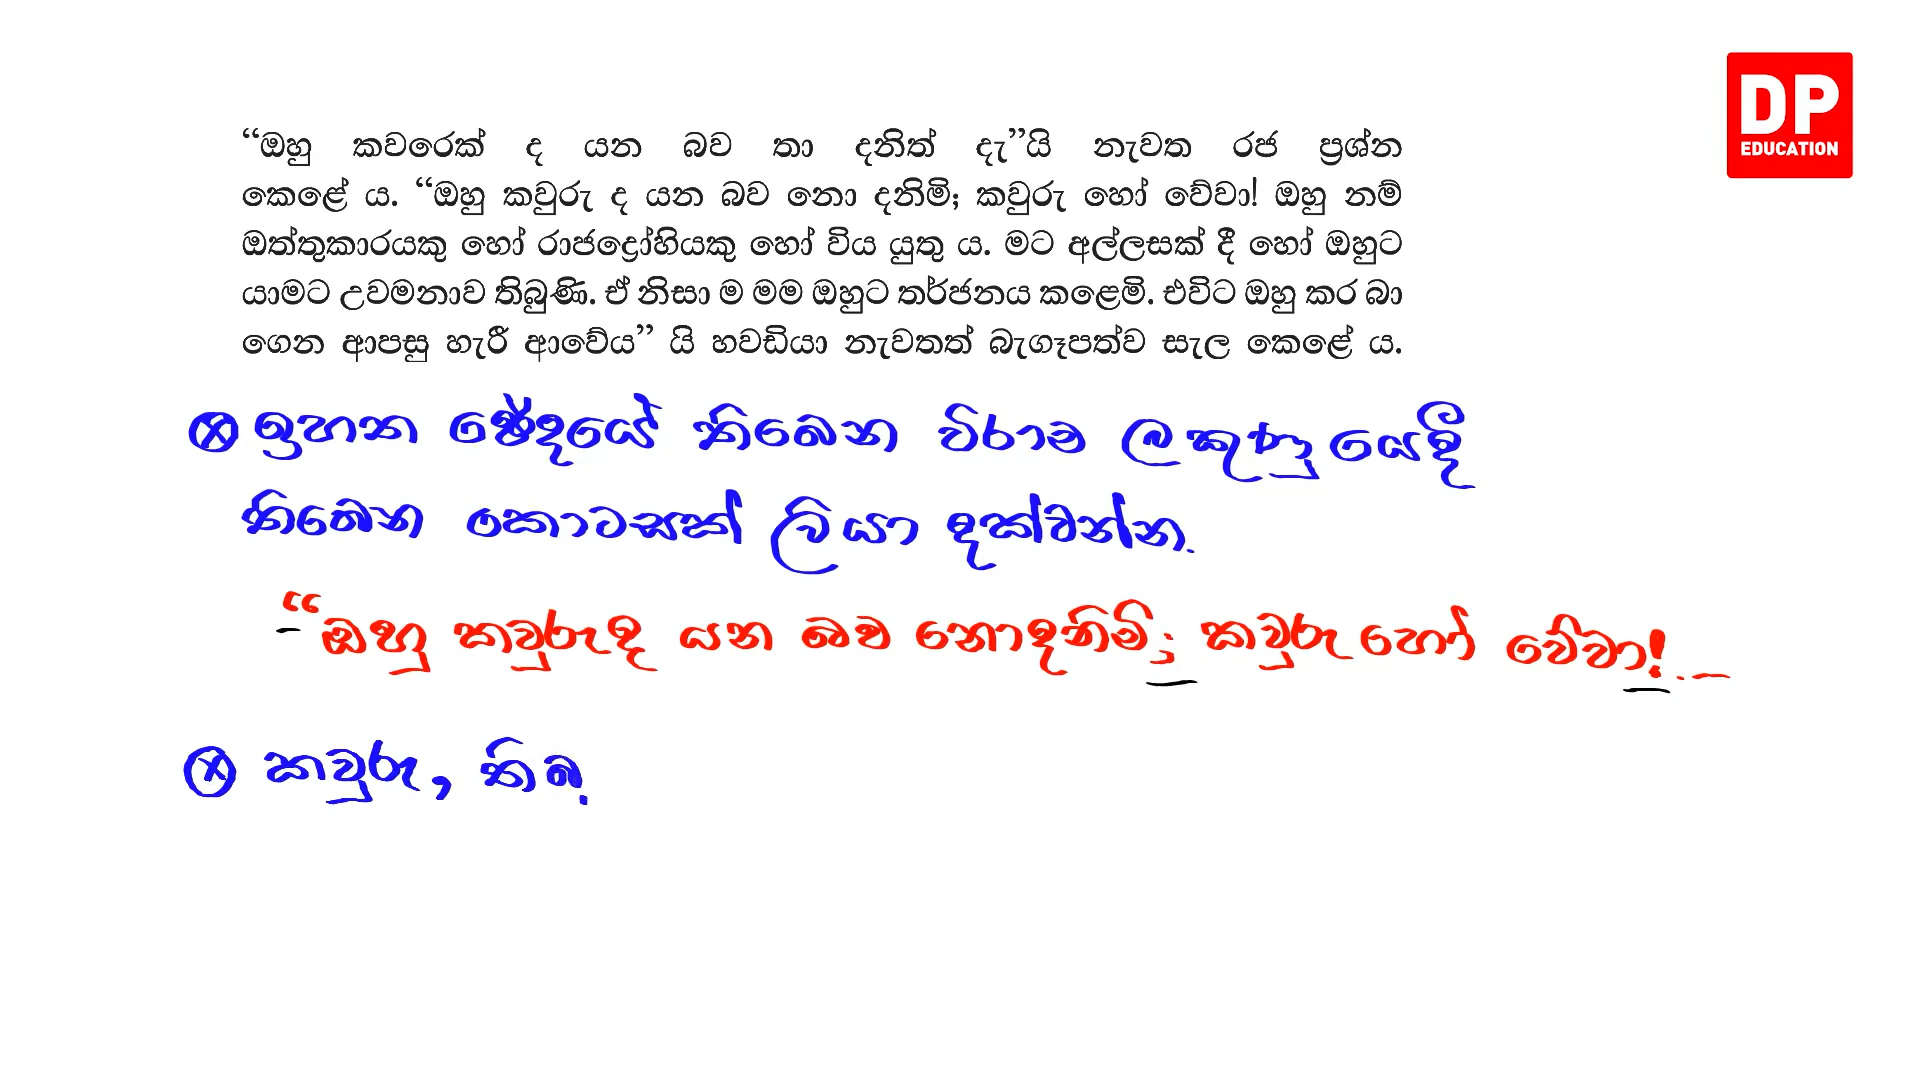 DP
EDUCATION
“ඔහු කවරෙක් ද යන බව තා දනිත් දැ”යි නැවත රජ ප්‍රශ්න
කෙළේ ය. “ඔහු කවුරු ද යන බව නො දනිමි; කවුරු හෝ වේවා! ඔහු නම්
ඔත්තුකාරයකු හෝ රාජද්‍රෝහියකු හෝ විය යුතු ය. මට අල්ලසක් දී හෝ ඔහුට
යාමට උවමනාව තිබුණි. ඒ නිසා ම මම ඔහුට තර්ජනය කළෙමි. එවිට ඔහු කර බා
ගෙන ආපසු හැරී ආවේය” යි හවඩියා නැවතත් බැගෑපත්ව සැල කෙළේ ය.
ඉහත ඡේදයේ තිබෙන විරාම ලකුණු යෙදී
තිබෙන කොටසක් ලියා දක්වන්න.
“ඔහු කවුරුද යන බව නොදනිමි; කවුරු හෝ වේවා!
කවුරු, තිබ